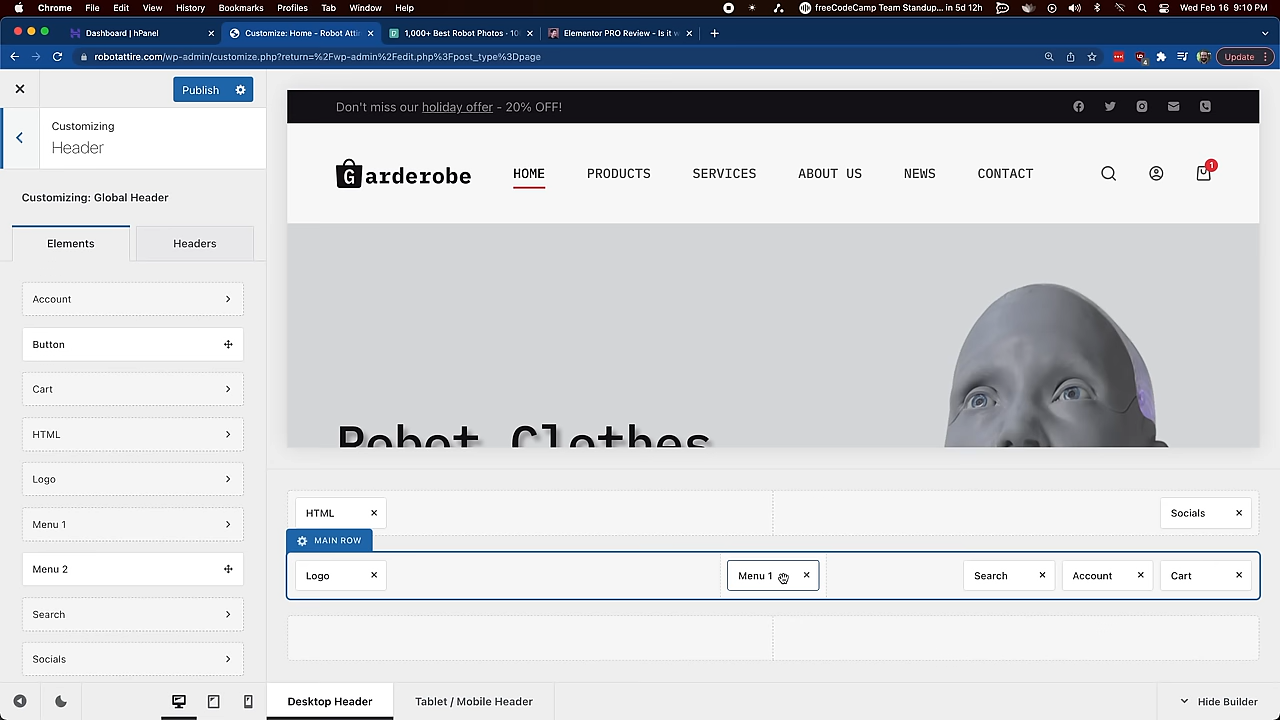 Chrome File Edit View History Bookmarks Profiles Tab Window Help freeCodeCamp Team Standup... in 5d 12h Wed Feb 16 9:10 PM
Dashboard | hPanel Customize: Home - Robot Attir 1,000+ Best Robot Photos · 10 Elementor PRO Review - Is it w
robotattire.com/wp-admin/customize.php?return=%2Fwp-admin%2Fedit.php%3Fpost_type%3Dpage Update
Publish
Customizing
Header
Customizing: Global Header
Elements Headers
Account
Button
Cart
HTML
Logo
Menu 1
Menu 2
Search
Socials
Don't miss our holiday offer - 20% OFF!
Garderobe HOME PRODUCTS SERVICES ABOUT US NEWS CONTACT 1
Robot Clothes
HTML Socials
MAIN ROW
Logo Menu 1 Search Account Cart
Desktop Header Tablet / Mobile Header Hide Builder